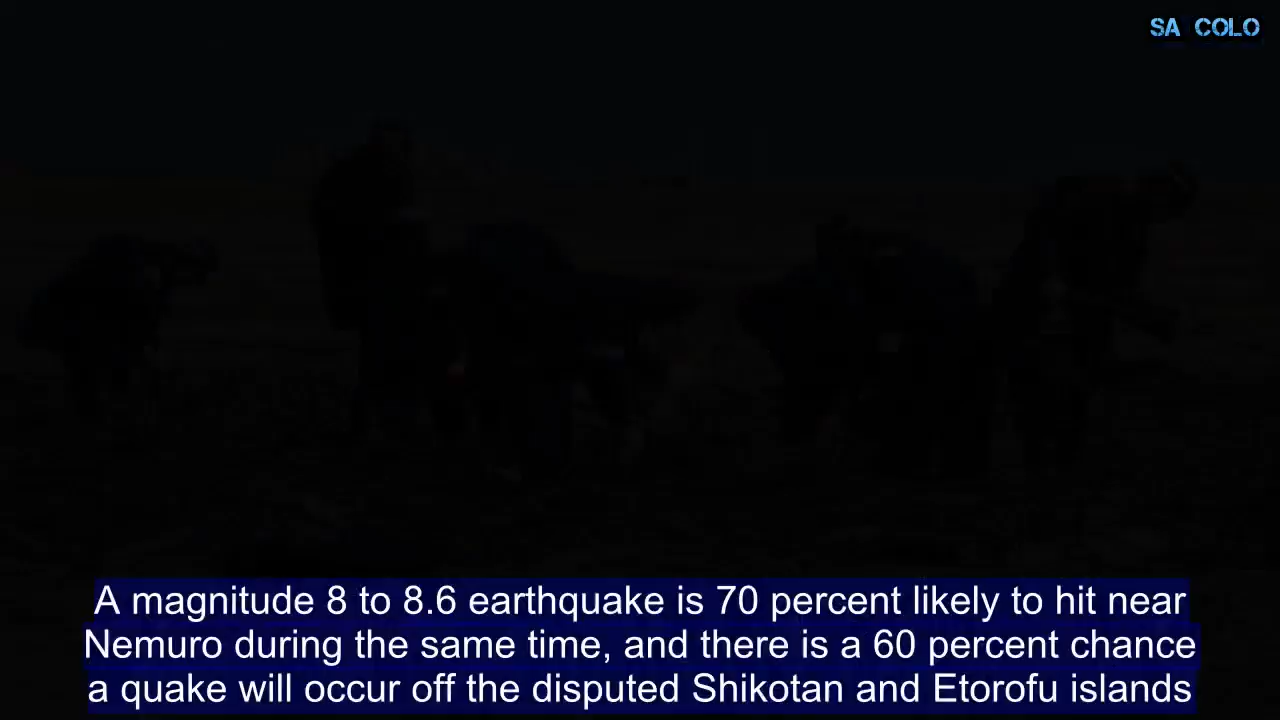 SA COLO
A magnitude 8 to 8.6 earthquake is 70 percent likely to hit near
Nemuro during the same time, and there is a 60 percent chance
a quake will occur off the disputed Shikotan and Etorofu islands